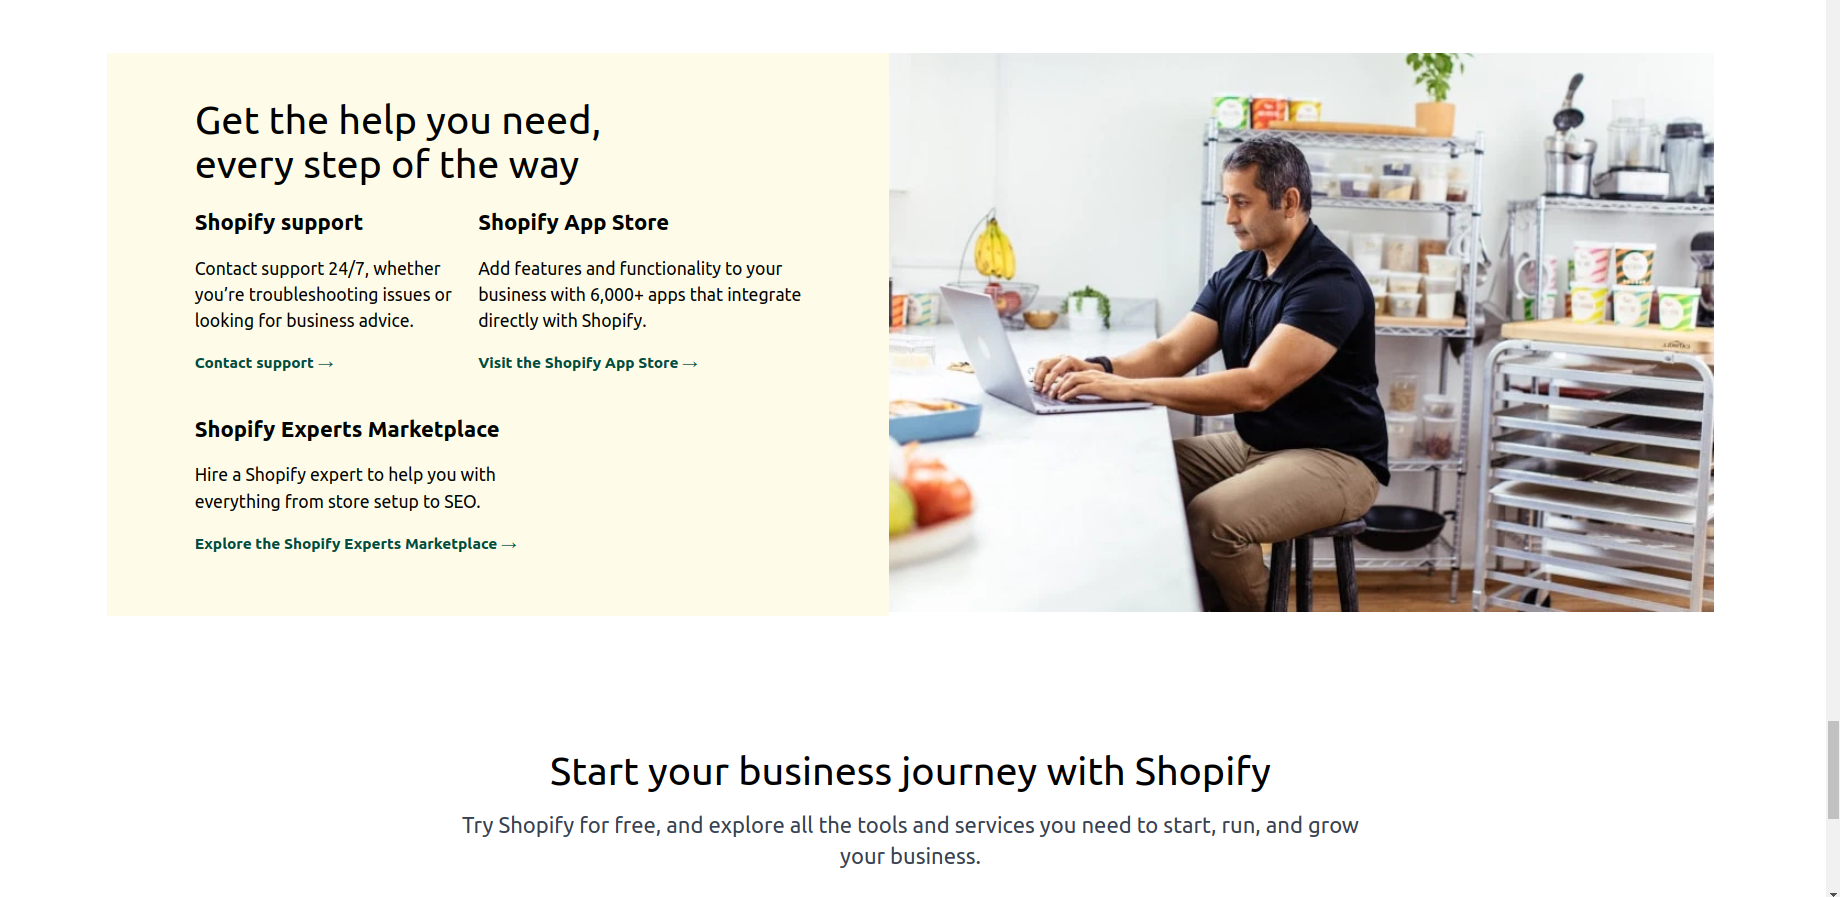 Get the help you need,
every step of the way
Shopify support
Contact support 24/7, whether
you’re troubleshooting issues or
looking for business advice.
Contact support →
Shopify App Store
Add features and functionality to your
business with 6,000+ apps that integrate
directly with Shopify.
Visit the Shopify App Store →
Shopify Experts Marketplace
Hire a Shopify expert to help you with
everything from store setup to SEO.
Explore the Shopify Experts Marketplace →
Start your business journey with Shopify
Try Shopify for free, and explore all the tools and services you need to start, run, and grow
your business.